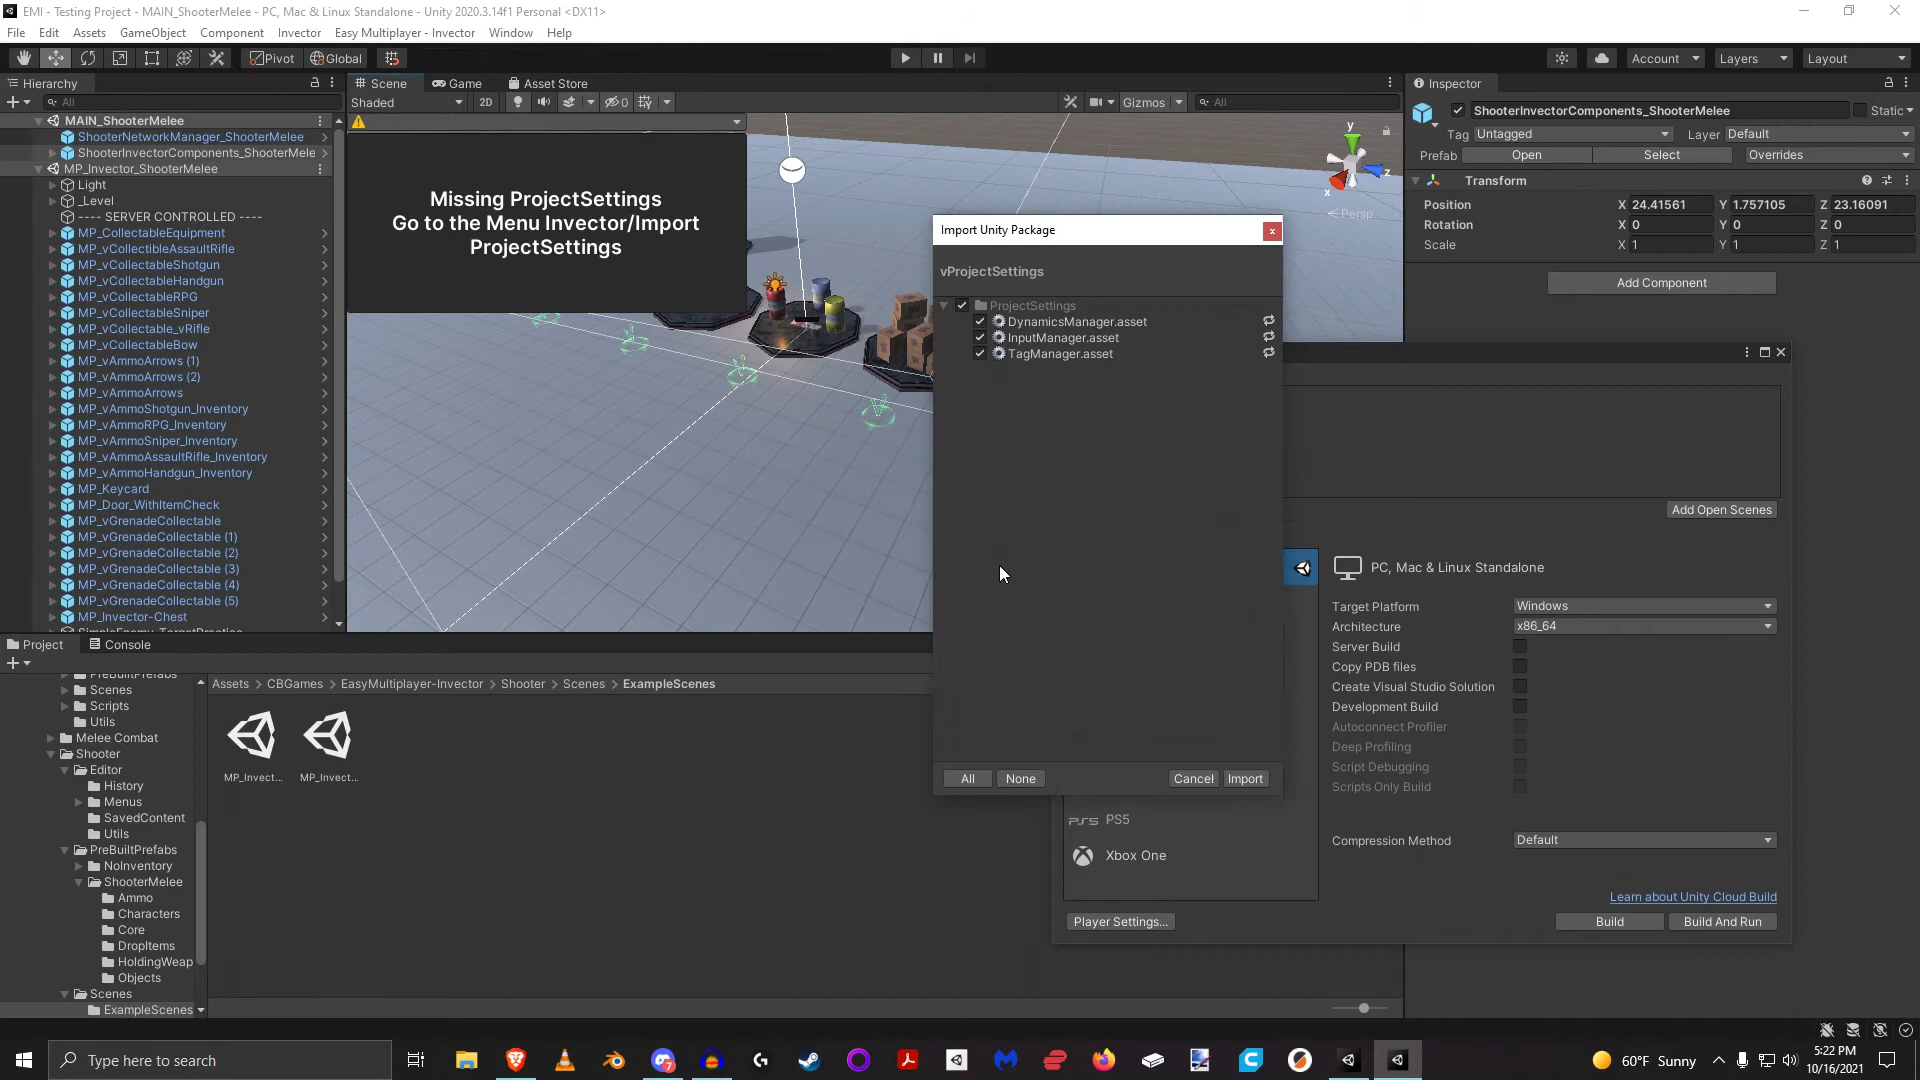 EMI - Testing Project - MAIN_ShooterMelee - PC, Mac & Linux Standalone - Unity 2020.3.14f1 Personal <DX11>
File Edit Assets GameObject Component Invector Easy Multiplayer - Invector Window Help
Pivot Global Account Layers Layout
Hierarchy
All
MAIN_ShooterMelee
ShooterNetworkManager_ShooterMelee
ShooterInvectorComponents_ShooterMele
MP_Invector_ShooterMelee
Light
_Level
---- SERVER CONTROLLED ----
MP_CollectableEquipment
MP_vCollectibleAssaultRifle
MP_vCollectableShotgun
MP_vCollectableHandgun
MP_vCollectableRPG
MP_vCollectableSniper
MP_vCollectable_vRifle
MP_vCollectableBow
MP_vAmmoArrows (1)
MP_vAmmoArrows (2)
MP_vAmmoArrows
MP_vAmmoShotgun_Inventory
MP_vAmmoRPG_Inventory
MP_vAmmoSniper_Inventory
MP_vAmmoAssaultRifle_Inventory
MP_vAmmoHandgun_Inventory
MP_Keycard
MP_Door_WithItemCheck
MP_vGrenadeCollectable
MP_vGrenadeCollectable (1)
MP_vGrenadeCollectable (2)
MP_vGrenadeCollectable (3)
MP_vGrenadeCollectable (4)
MP_vGrenadeCollectable (5)
MP_Invector-Chest
SimpleEnemy_TargetPractice
Scene Game Asset Store
Shaded 2D 0 Gizmos All
Missing ProjectSettings
Go to the Menu Invector/Import
ProjectSettings
y
x
z
Persp
Import Unity Package x
vProjectSettings
ProjectSettings
DynamicsManager.asset
InputManager.asset
TagManager.asset
All None Cancel Import
Inspector
ShooterInvectorComponents_ShooterMelee Static
Tag Untagged Layer Default
Prefab Open Select Overrides
Transform
Position X 24.41561 Y 1.757105 Z 23.16091
Rotation X 0 Y 0 Z 0
Scale X 1 Y 1 Z 1
Add Component
Add Open Scenes
PC, Mac & Linux Standalone
Target Platform Windows
Architecture x86_64
Server Build
Copy PDB files
Create Visual Studio Solution
Development Build
Autoconnect Profiler
Deep Profiling
Script Debugging
Scripts Only Build
PS5 PS5
Xbox One
Compression Method Default
Learn about Unity Cloud Build
Player Settings... Build Build And Run
Project Console
PreBuiltPrefabs
Scenes
Scripts
Utils
Melee Combat
Shooter
Editor
History
Menus
SavedContent
Utils
PreBuiltPrefabs
NoInventory
ShooterMelee
Ammo
Characters
Core
DropItems
HoldingWeap
Objects
Scenes
ExampleScenes
Assets > CBGames > EasyMultiplayer-Invector > Shooter > Scenes > ExampleScenes
MP_Invect... MP_Invect...
Type here to search
7
60°F Sunny
5:22 PM
10/16/2021